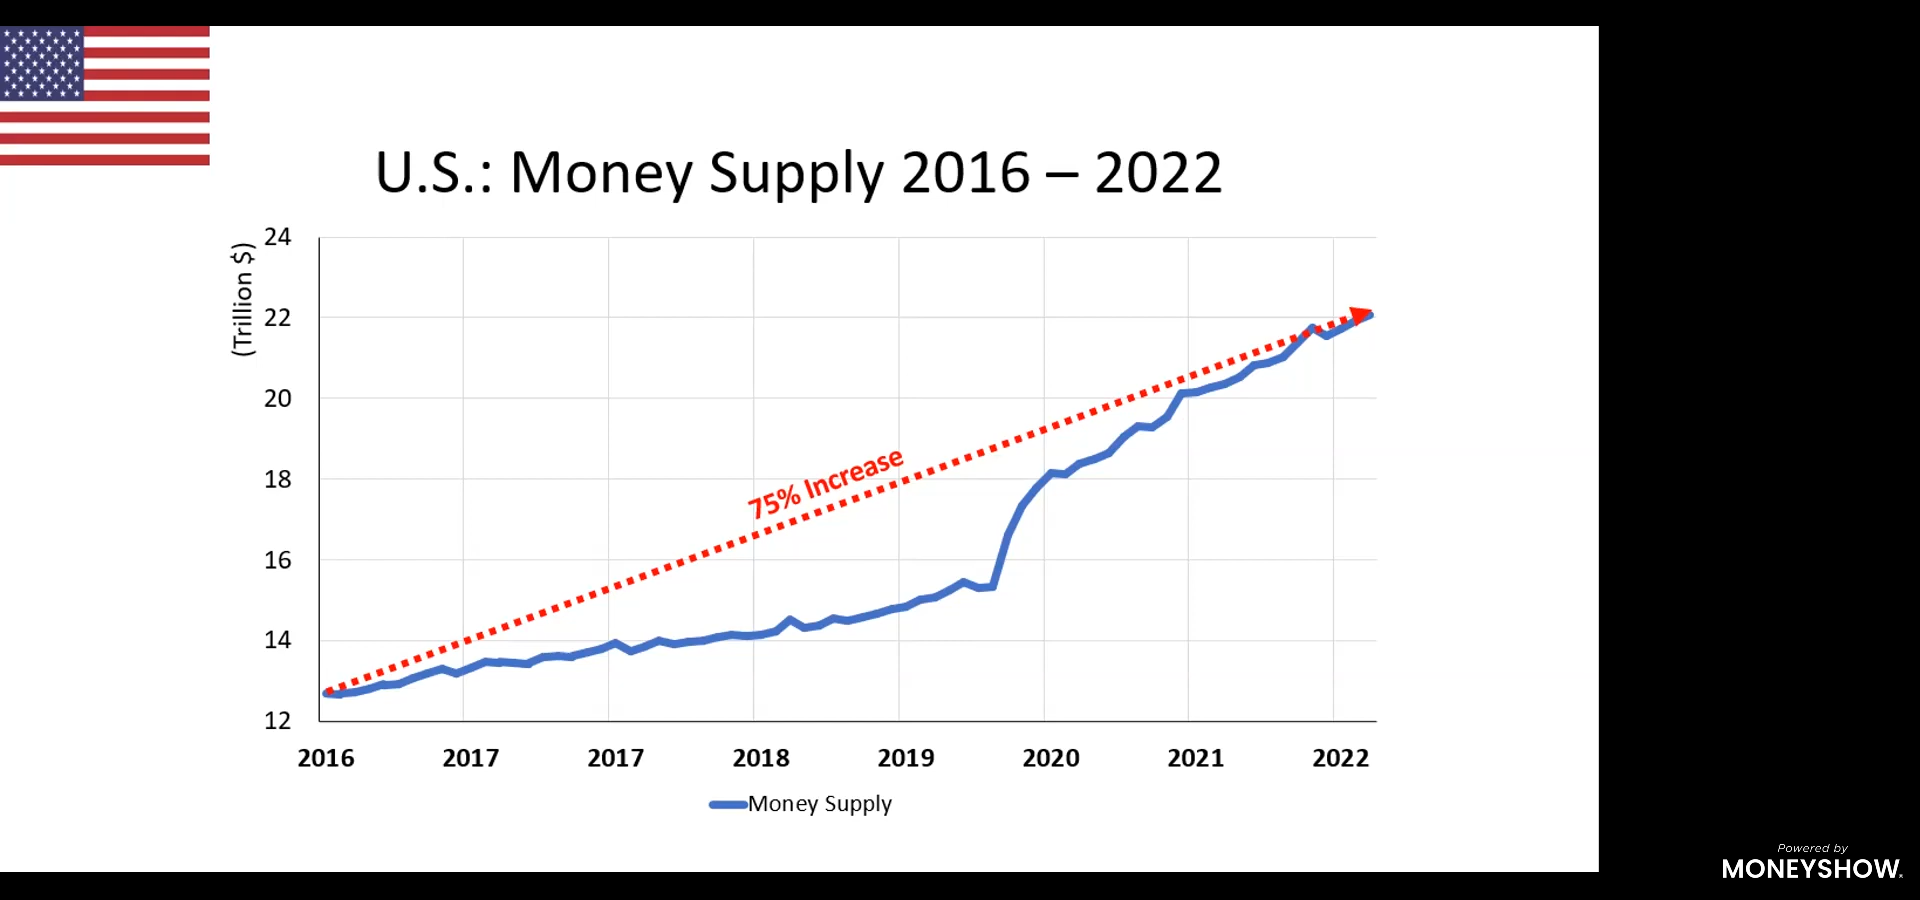 U.S.: Money Supply 2016 – 2022
(Trillion $)
24
22
20
18
16
14
12
75% Increase
2016 2017 2017 2018 2019 2020 2021 2022
Money Supply
Powered by
MONEYSHOW.